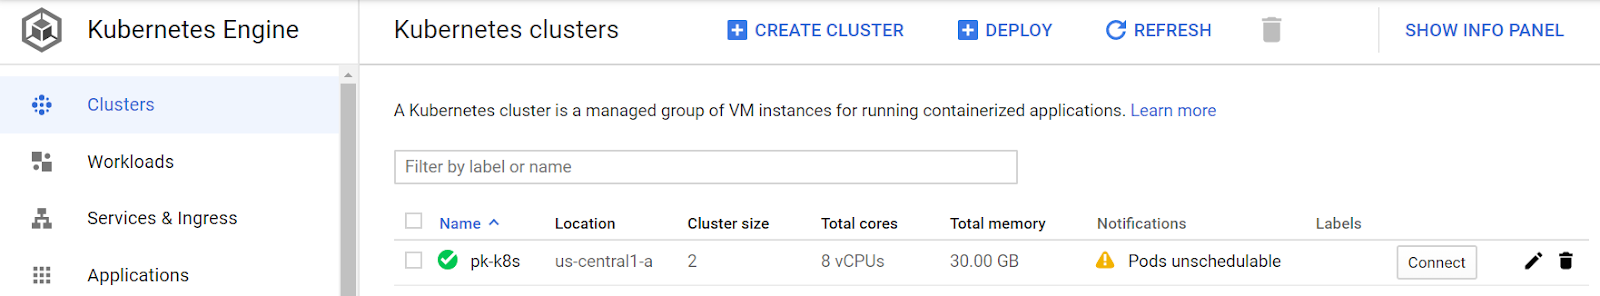 Kubernetes Engine
Kubernetes clusters
CREATE CLUSTER
DEPLOY
REFRESH
SHOW INFO PANEL
Clusters
Workloads
Services & Ingress
Applications
A Kubernetes cluster is a managed group of VM instances for running containerized applications. Learn more
Filter by label or name
Name Location Cluster size Total cores Total memory Notifications Labels
pk-k8s us-central1-a 2 8 vCPUs 30.00 GB Pods unschedulable Connect